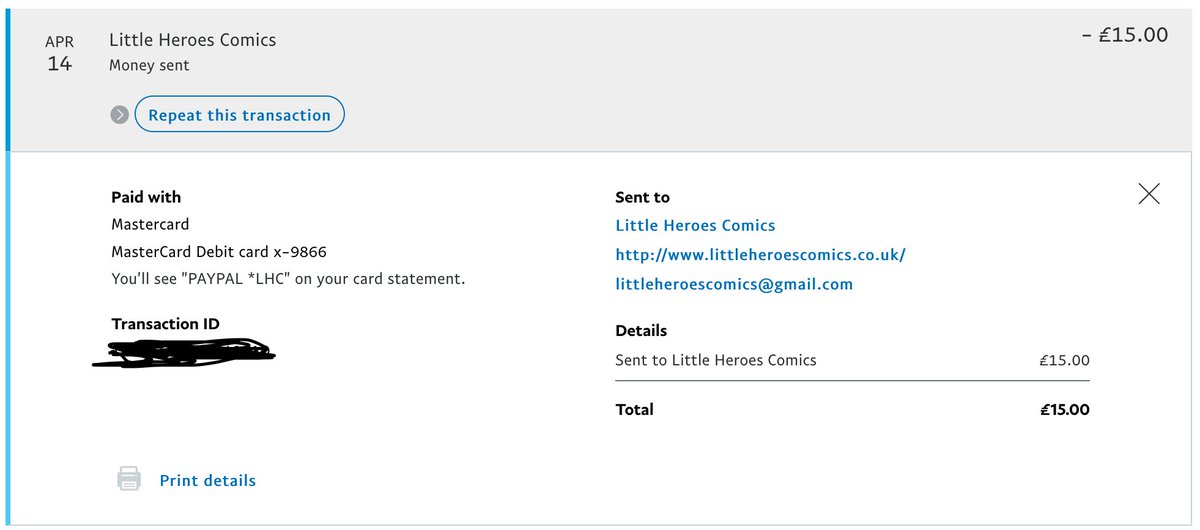 APR
14
Little Heroes Comics
Money sent
- £15.00
Repeat this transaction
Paid with
Mastercard
MasterCard Debit card x-9866
You'll see "PAYPAL *LHC" on your card statement.
Transaction ID
Print details
Sent to
Little Heroes Comics
http://www.littleheroescomics.co.uk/
littleheroescomics@gmail.com
Details
Sent to Little Heroes Comics £15.00
Total £15.00